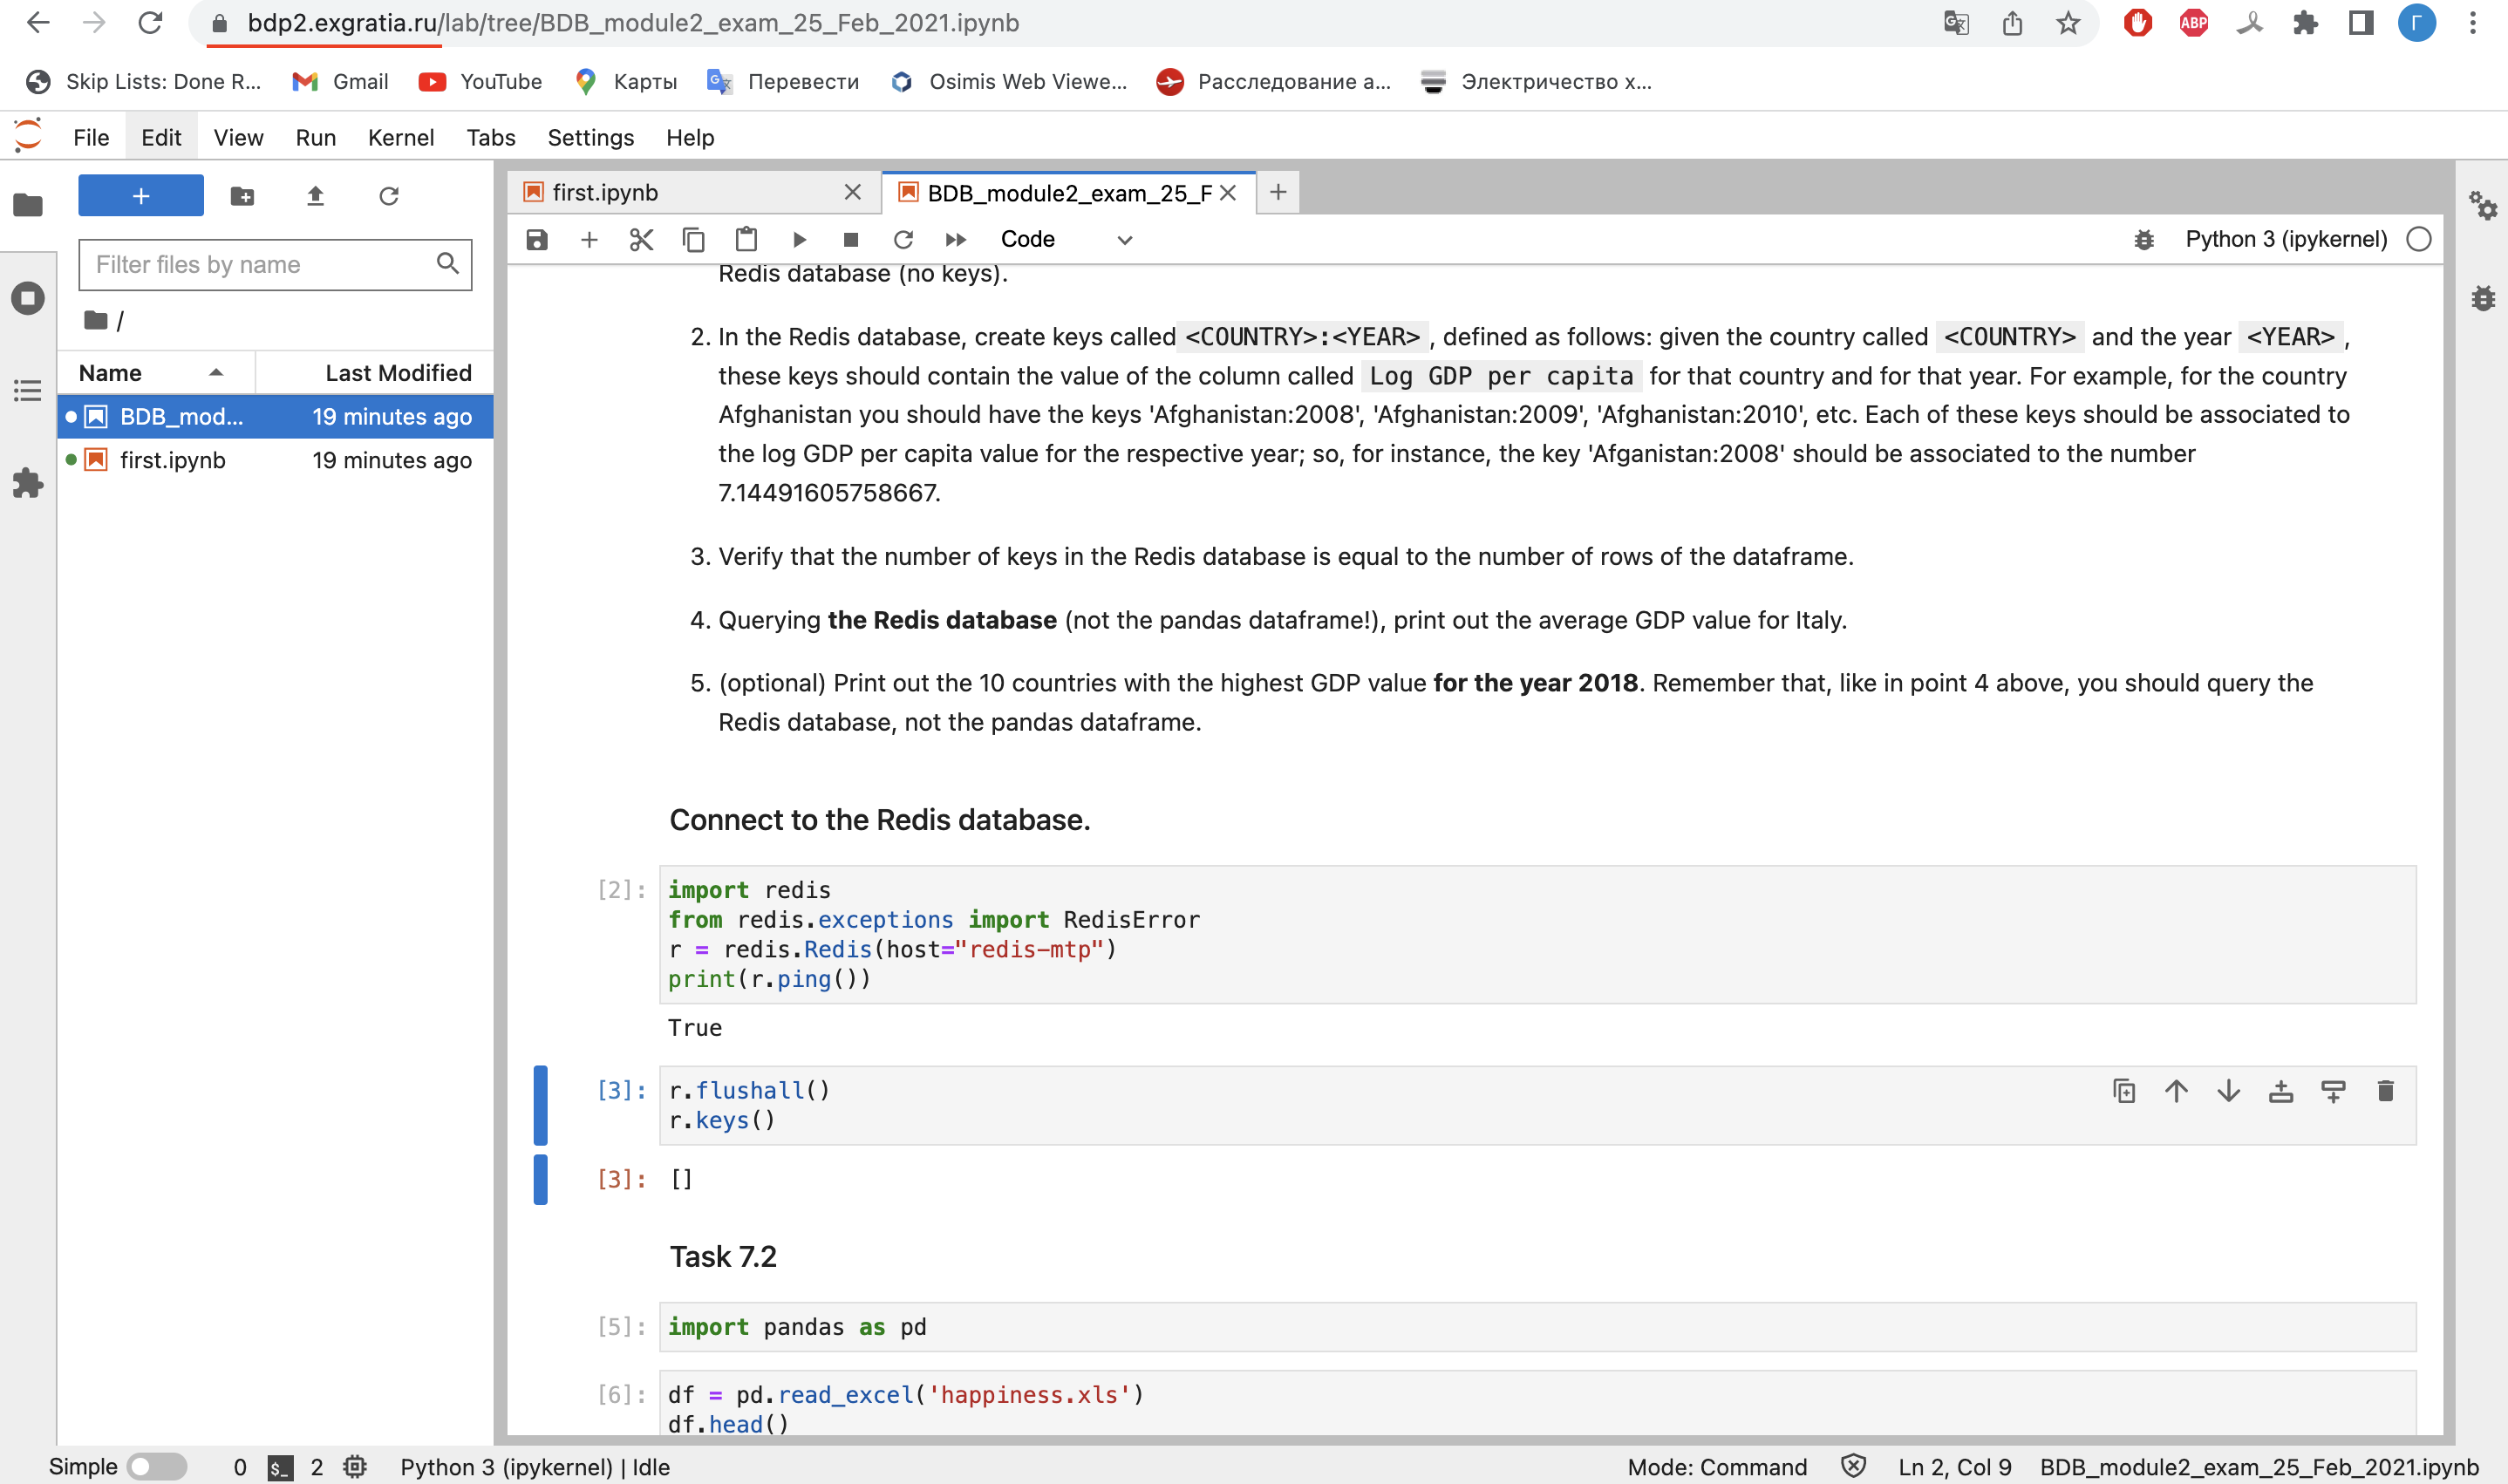 bdp2.exgratia.ru/lab/tree/BDB_module2_exam_25_Feb_2021.ipynb
ABP
Г
Skip Lists: Done R...
Gmail
YouTube
Карты
Перевести
Osimis Web Viewe...
Расследование а...
Электричество х...
File Edit View Run Kernel Tabs Settings Help
first.ipynb
BDB_module2_exam_25_F
Code
Python 3 (ipykernel)
Filter files by name
/
Name Last Modified
BDB_mod... 19 minutes ago
first.ipynb 19 minutes ago
Redis database (no keys).
2. In the Redis database, create keys called <COUNTRY>:<YEAR> , defined as follows: given the country called <COUNTRY> and the year <YEAR> ,
these keys should contain the value of the column called Log GDP per capita for that country and for that year. For example, for the country
Afghanistan you should have the keys 'Afghanistan:2008', 'Afghanistan:2009', 'Afghanistan:2010', etc. Each of these keys should be associated to
the log GDP per capita value for the respective year; so, for instance, the key 'Afganistan:2008' should be associated to the number
7.14491605758667.
3. Verify that the number of keys in the Redis database is equal to the number of rows of the dataframe.
4. Querying the Redis database (not the pandas dataframe!), print out the average GDP value for Italy.
5. (optional) Print out the 10 countries with the highest GDP value for the year 2018. Remember that, like in point 4 above, you should query the
Redis database, not the pandas dataframe.
Connect to the Redis database.
[2]: import redis
from redis.exceptions import RedisError
r = redis.Redis(host="redis-mtp")
print(r.ping())
True
[3]: r.flushall()
r.keys()
[3]: []
Task 7.2
[5]: import pandas as pd
[6]: df = pd.read_excel('happiness.xls')
df.head()
Simple 0 $_ 2 Python 3 (ipykernel) | Idle Mode: Command Ln 2, Col 9 BDB_module2_exam_25_Feb_2021.ipynb